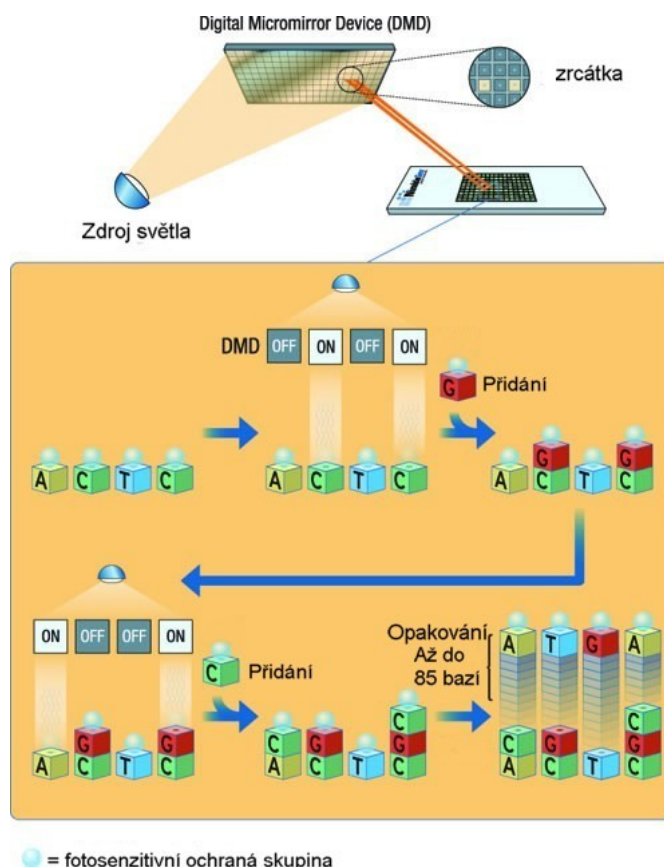 Digital Micromirror Device (DMD)
zrcátka
Zdroj světla
DMD OFF ON OFF ON
G Přidání
G G
A C T C A C T C A C T C
ON OFF OFF ON
Opakování
Až do
85 bazí
A T G A
C Přidání
C
G G C G C G C G G
A C T C A C T C A C T C
= fotosenzitivní ochraná skupina